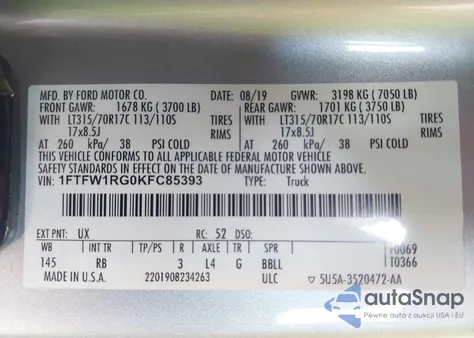 MFD. BY FORD MOTOR CO. DATE: 08/19 GVWR: 3198 KG ( 7050 LB)
FRONT GAWR: 1678 KG ( 3700 LB) REAR GAWR: 1701 KG ( 3750 LB)
WITH LT315/70R17C 113/110S TIRES WITH LT315/70R17C 113/110S TIRES
17x8.5J RIMS 17x8.5J RIMS
AT 260 kPa/ 38 PSI COLD AT 260 kPa/ 38 PSI COLD
THIS VEHICLE CONFORMS TO ALL APPLICABLE FEDERAL MOTOR VEHICLE
SAFETY STANDARDS IN EFFECT ON THE DATE OF MANUFACTURE SHOWN ABOVE.
VIN: 1FTFW1RG0KFC85393 TYPE: Truck
EXT PNT: UX RC: 52 DSO:
WB INT TR TP/PS R AXLE TR SPR T0069
145 RB 3 L4 G BBLL T0366
MADE IN U.S.A. 2201908234263 ULC 5U5A-3520472-AA
autoSnap
Pewne auta z aukcji USA i EU